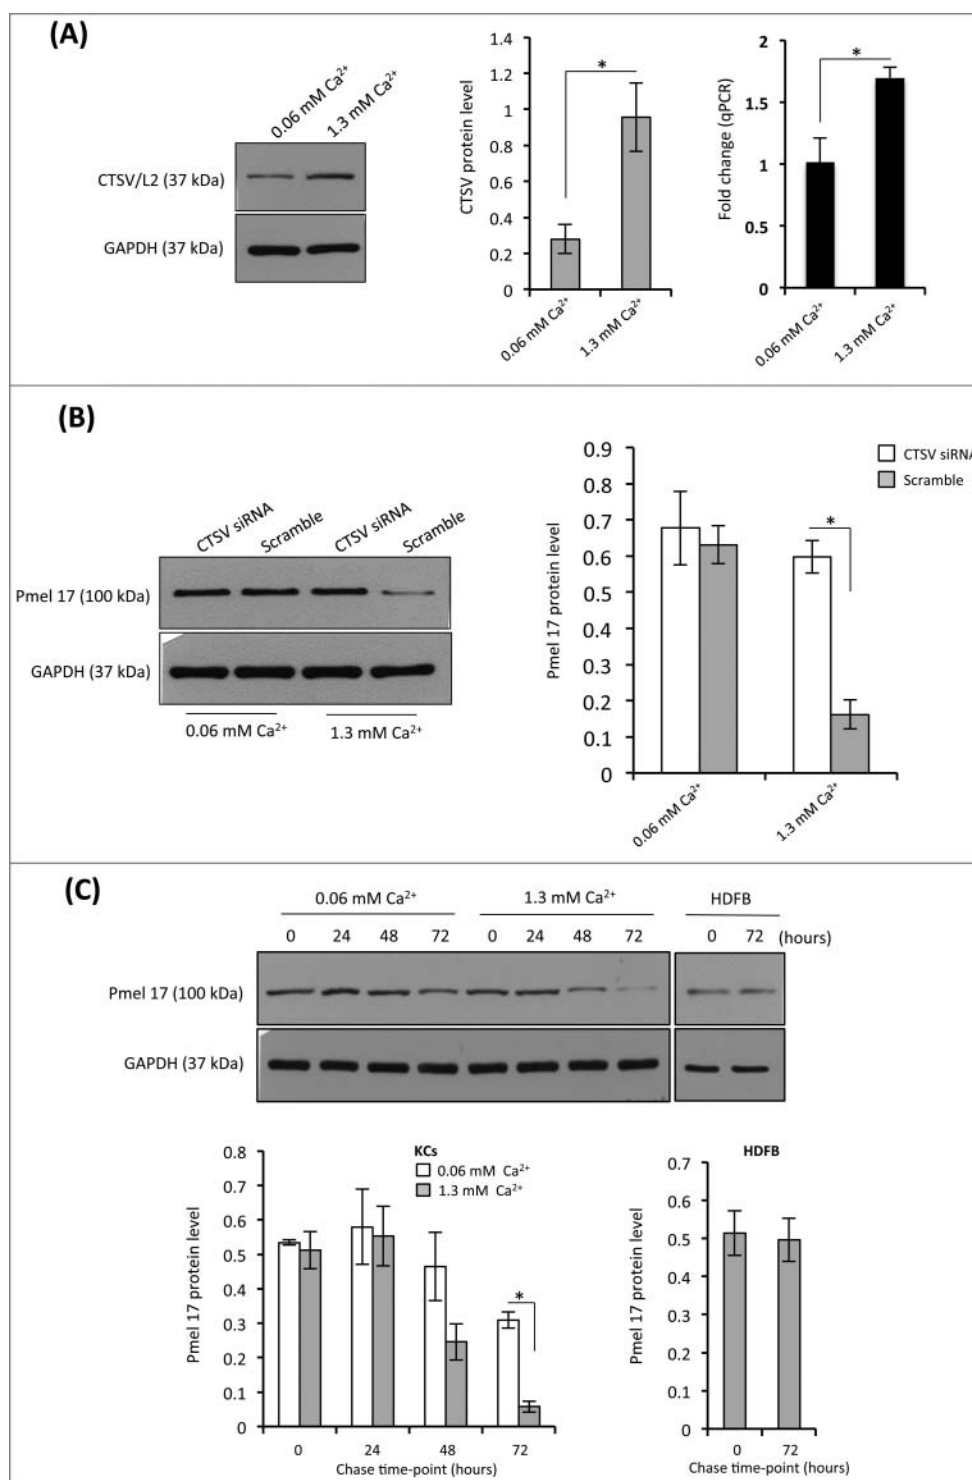 (A)
0.06 mM Ca²⁺
1.3 mM Ca²⁺
CTSV/L2 (37 kDa)
GAPDH (37 kDa)
CTSV protein level
1.4
1.2
1
0.8
0.6
0.4
0.2
0
*
0.06 mM Ca²⁺
1.3 mM Ca²⁺
Fold change (qPCR)
2
1.5
1
0.5
0
*
0.06 mM Ca²⁺
1.3 mM Ca²⁺
(B)
CTSV siRNA
Scramble
CTSV siRNA
Scramble
Pmel 17 (100 kDa)
GAPDH (37 kDa)
0.06 mM Ca²⁺
1.3 mM Ca²⁺
Pmel 17 protein level
0.9
0.8
0.7
0.6
0.5
0.4
0.3
0.2
0.1
0
CTSV siRNA
Scramble
*
0.06 mM Ca²⁺
1.3 mM Ca²⁺
(C)
0.06 mM Ca²⁺ 1.3 mM Ca²⁺ HDFB
0 24 48 72 0 24 48 72 0 72 (hours)
Pmel 17 (100 kDa)
GAPDH (37 kDa)
KCs
0.06 mM Ca²⁺
1.3 mM Ca²⁺
Pmel 17 protein level
0.8
0.7
0.6
0.5
0.4
0.3
0.2
0.1
0
*
0 24 48 72
Chase time-point (hours)
HDFB
Pmel 17 protein level
0.7
0.6
0.5
0.4
0.3
0.2
0.1
0
0 72
Chase time-point (hours)